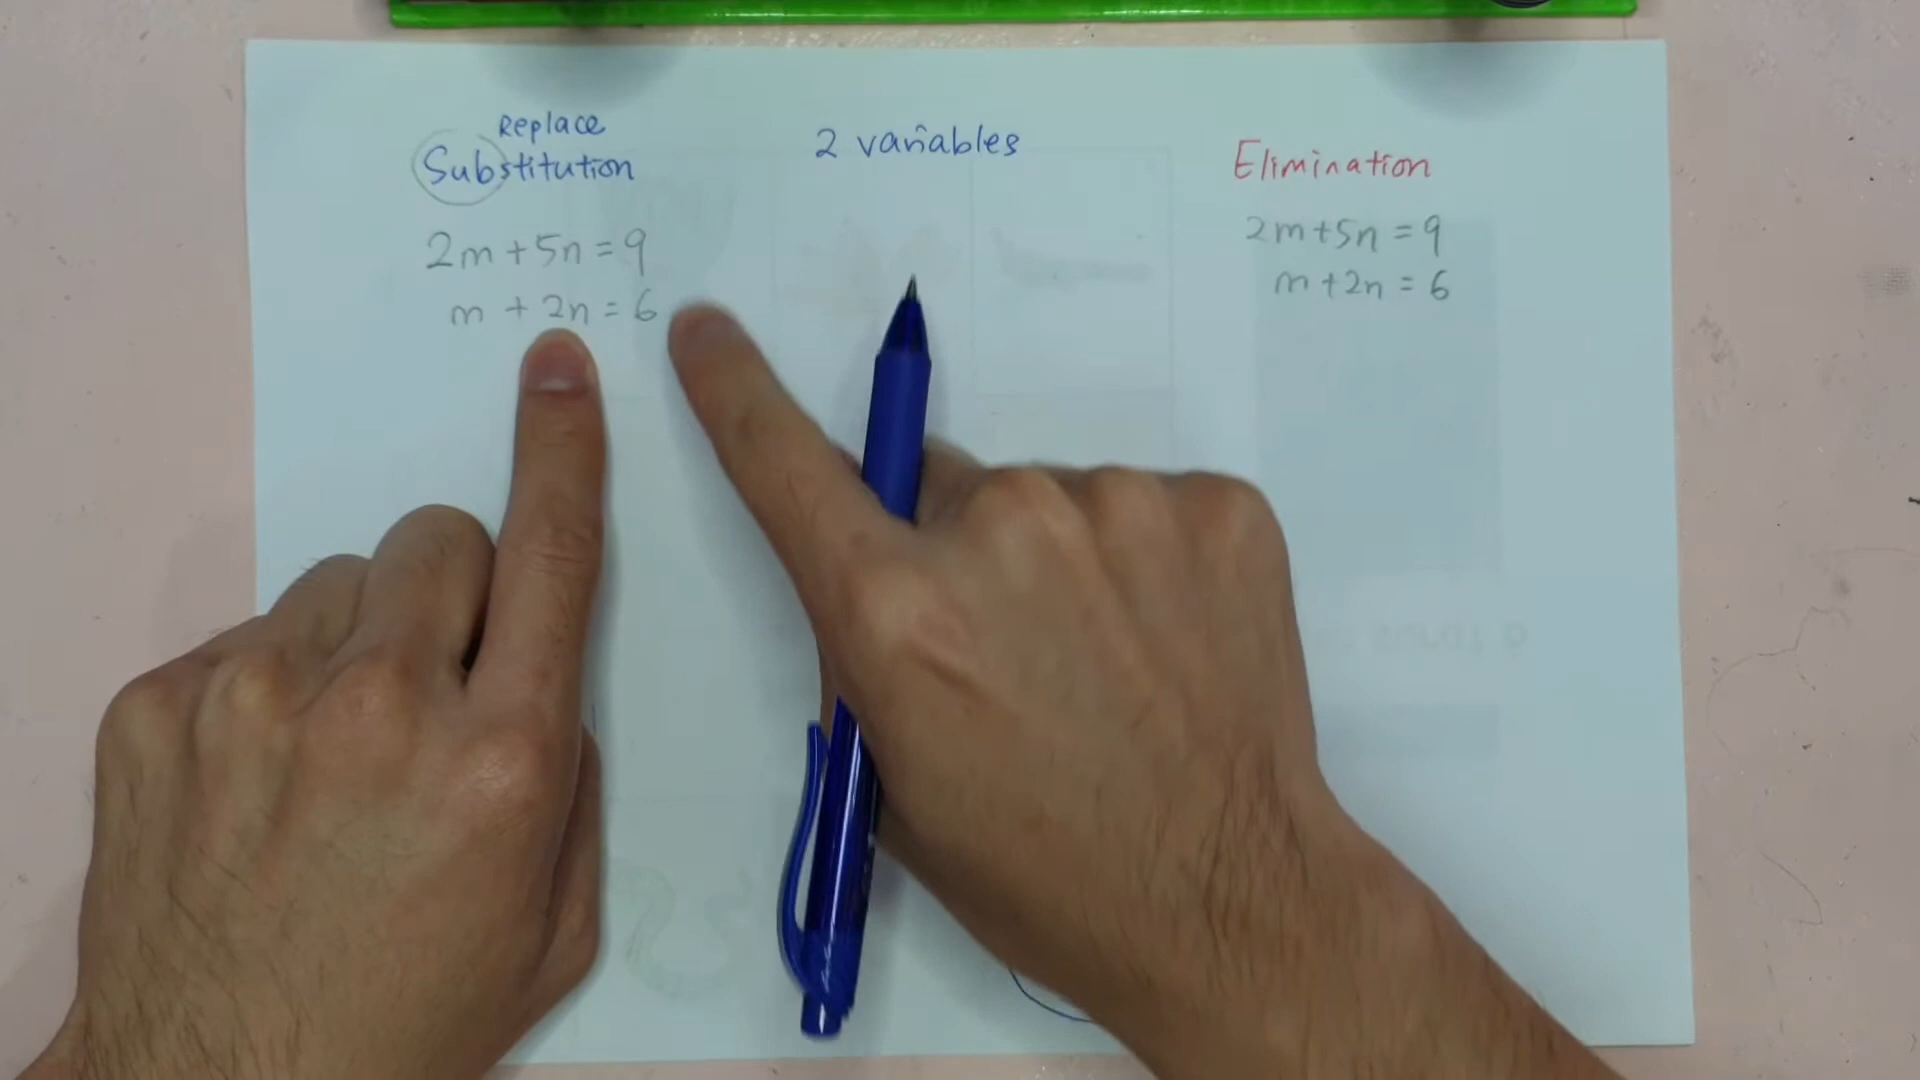 Replace
Substitution
2m + 5n = 9
m + 2n = 6
2 variables
Elimination
2m+5n = 9
m +2n = 6